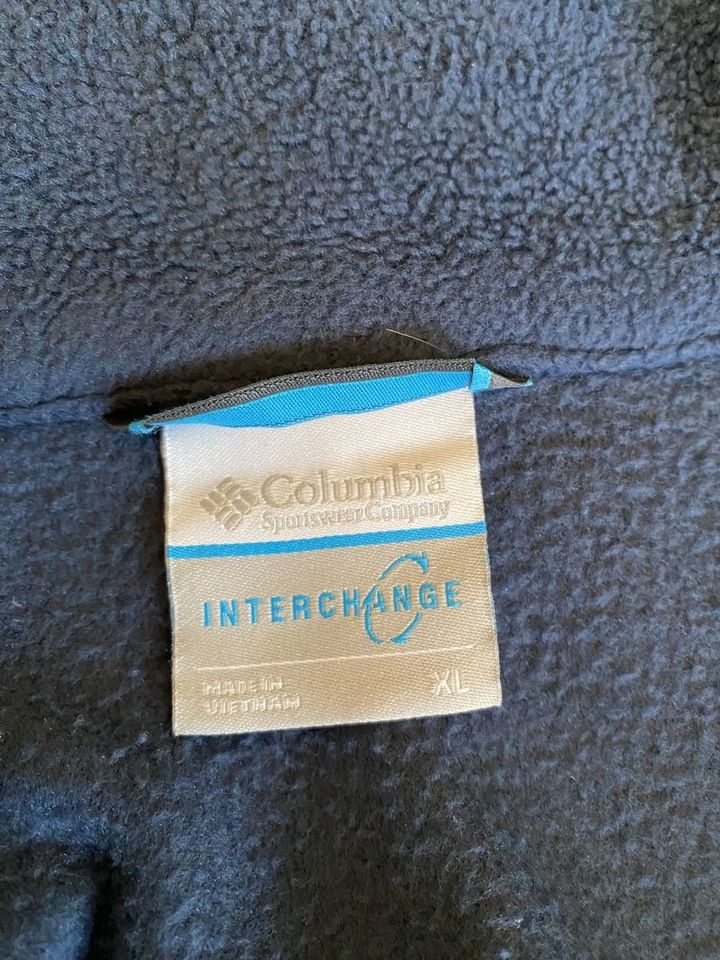 Columbia
Sportswear Company
INTERCHANGE
MADE IN
VIETNAM
XL